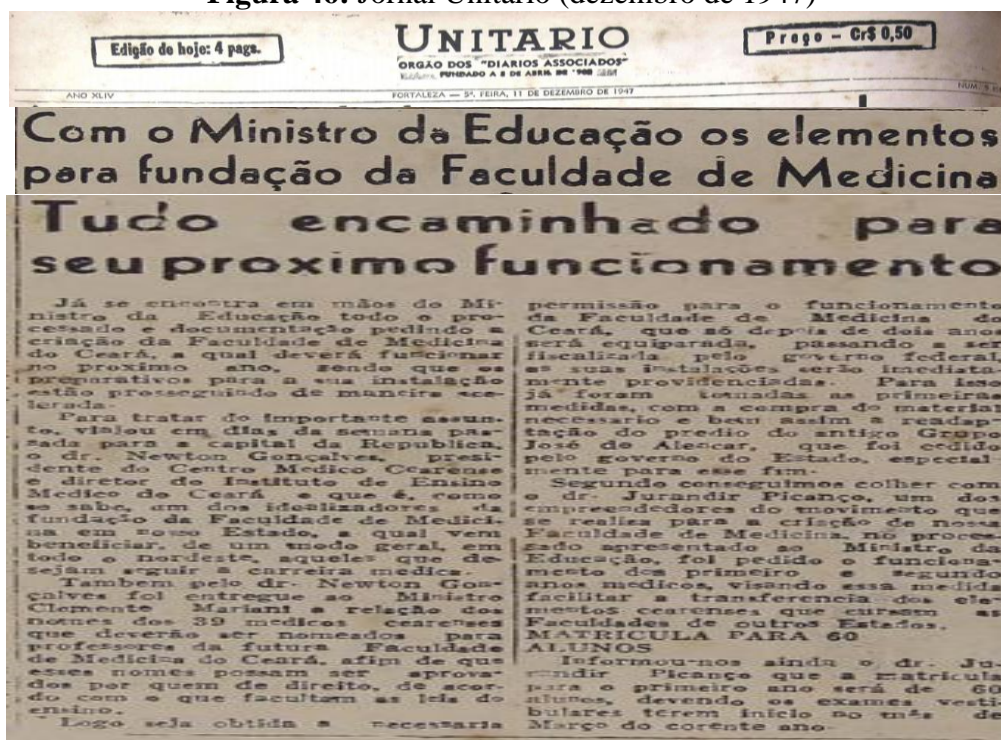 Figura 40: Jornal Unitário (dezembro de 1947)
Edição de hoje: 4 pags.
UNITARIO
ORGÃO DOS "DIARIOS ASSOCIADOS"
FUNDADO A 8 DE ABRIL DE
Preço - Cr$ 0,50
ANO XLIV
FORTALEZA — 5ª. FEIRA, 11 DE DEZEMBRO DE 1947
NUM.
Com o Ministro da Educação os elementos
para fundação da Faculdade de Medicina
Tudo encaminhado para
seu proximo funcionamento
Já se encontra em mãos do Mi-
nistro da Educação todo o pro-
cessado e documentação pedindo a
criação da Faculdade de Medicina
do Ceará, a qual deverá funcionar
no proximo ano, sendo que os
preparativos para a sua instalação
estão prosseguindo de maneira ace-
lerada.
Para tratar do importante assun-
to, viajou em dias da semana pas-
sada para a capital da Republica,
o dr. Newton Gonçalves, presi-
dente do Centro Medico Cearense
e diretor do Instituto de Ensino
Medico do Ceará e que é, como
se sabe, um dos idealizadores da
fundação da Faculdade de Medici-
na em nosso Estado, a qual vem
beneficiar, de um modo geral, em
todo o nordeste, aqueles que de-
sejam seguir a carreira medica.
Tambem pelo dr. Newton Gon-
çalves foi entregue ao Ministro
Clemente Mariani a relação dos
nomes dos 39 medicos cearenses
que deverão ser nomeados para
professores da futura Faculdade
de Medicina do Ceará, afim de que
esses nomes possam ser aprova-
dos por quem de direito, de acor-
do com o que facultam as leis do
ensino.
Logo seja obtida a necessaria
permissão para o funcionamento
da Faculdade de Medicina do
Ceará, que só depois de dois anos
será equiparada, passando a ser
fiscalizada pelo governo federal
as suas instalações serão imediata-
mente providenciadas. Para isso
já foram tomadas as primeiras
medidas, com a compra do material
necessario e bem assim a readap-
tação do predio do antigo Grupo
José de Alencar, que foi cedido
pelo governo do Estado, especial-
mente para esse fim.
Segundo conseguimos colher com
o dr. Jurandir Picanço, um dos
empreendedores do movimento que
se realiza para a criação de nossa
Faculdade de Medicina, no proces-
sado apresentado ao Ministro da
Educação, foi pedido o funciona-
mento dos primeiro e segundo
anos medicos, visando essa medida
facilitar a transferencia dos ele-
mentos cearenses que cursam as
Faculdades de outros Estados.
MATRICULA PARA 60
ALUNOS
Informou-nos ainda o dr. Ju-
randir Picanço que a matricula
para o primeiro ano será de 60
alunos, devendo os exames vesti-
bulares terem inicio no mês de
Março do corente ano.